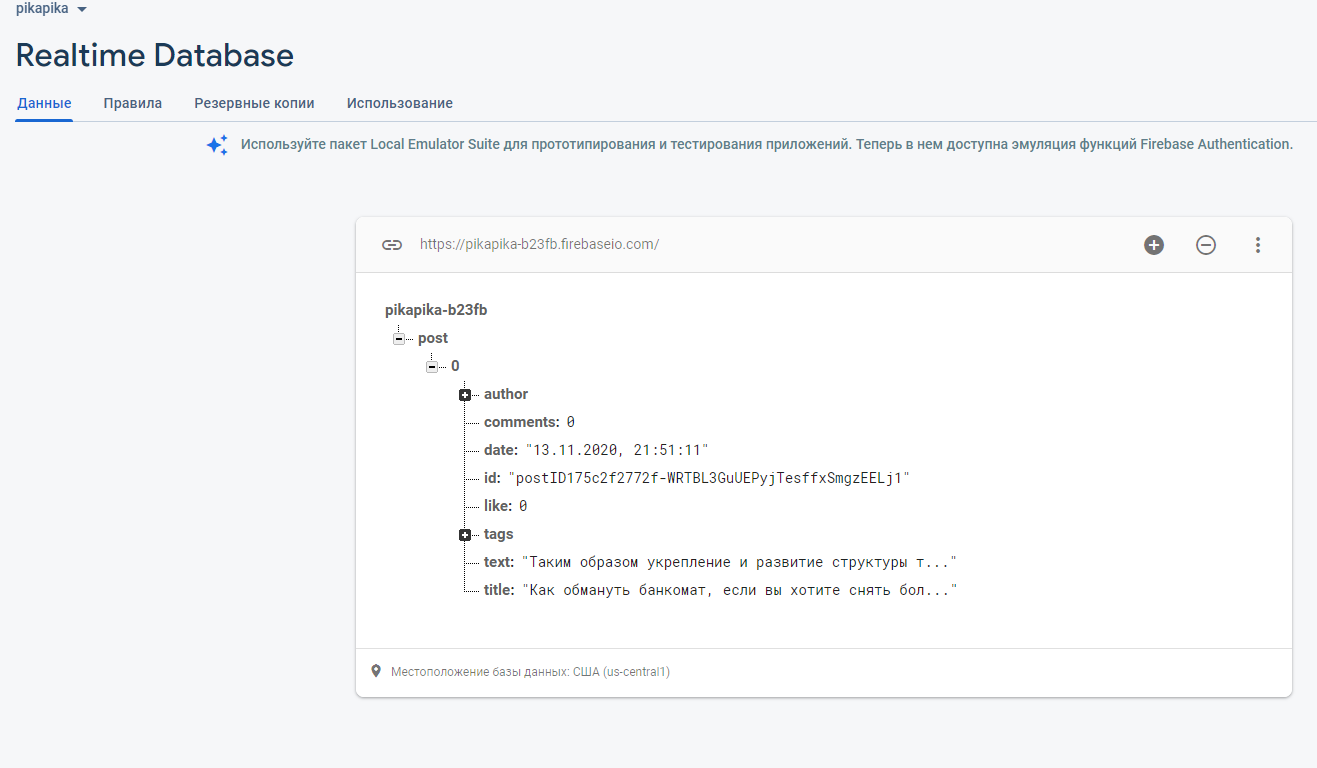 pikapika
Realtime Database
Данные Правила Резервные копии Использование
Используйте пакет Local Emulator Suite для прототипирования и тестирования приложений. Теперь в нем доступна эмуляция функций Firebase Authentication.
https://pikapika-b23fb.firebaseio.com/
pikapika-b23fb
post
0
author
comments: 0
date: "13.11.2020, 21:51:11"
id: "postID175c2f2772f-WRTBL3GuUEPyjTesffxSmgzEELj1"
like: 0
tags
text: "Таким образом укрепление и развитие структуры т..."
title: "Как обмануть банкомат, если вы хотите снять бол..."
Местоположение базы данных: США (us-central1)